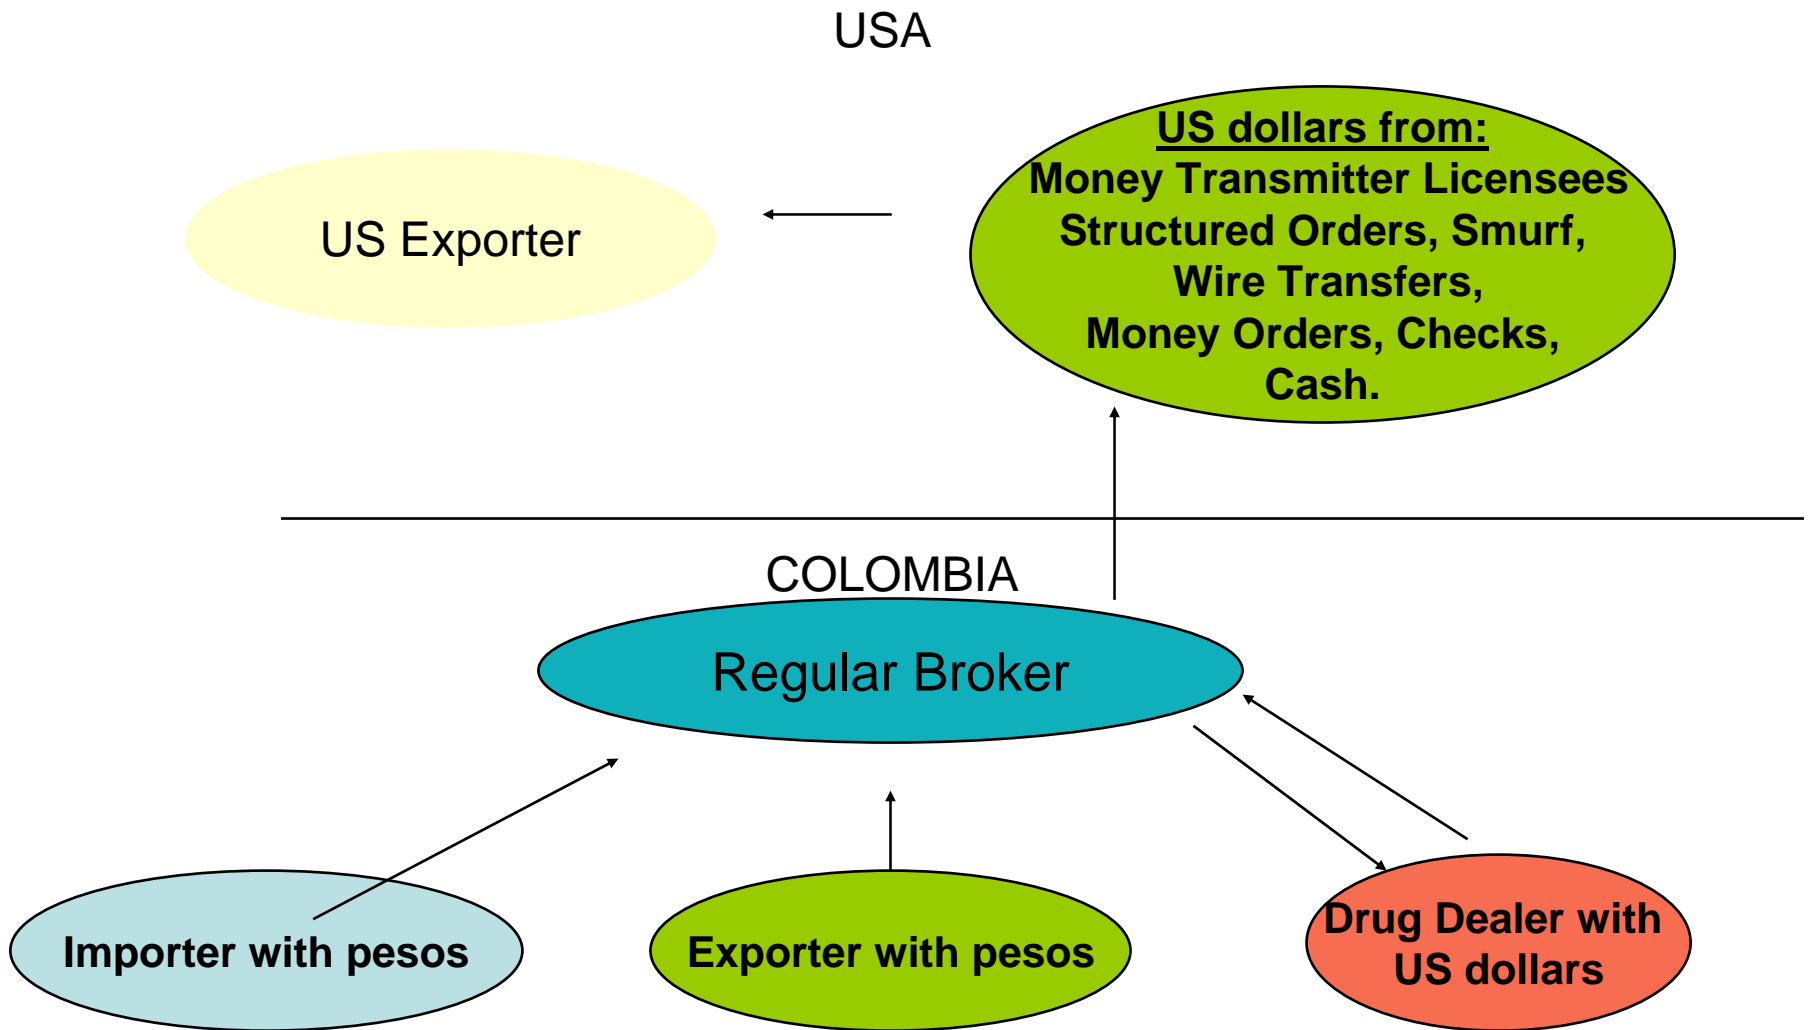 USA
US dollars from:
Money Transmitter Licensees
Structured Orders, Smurf,
Wire Transfers,
Money Orders, Checks,
Cash.
US Exporter
COLOMBIA
Regular Broker
Importer with pesos
Exporter with pesos
Drug Dealer with
US dollars